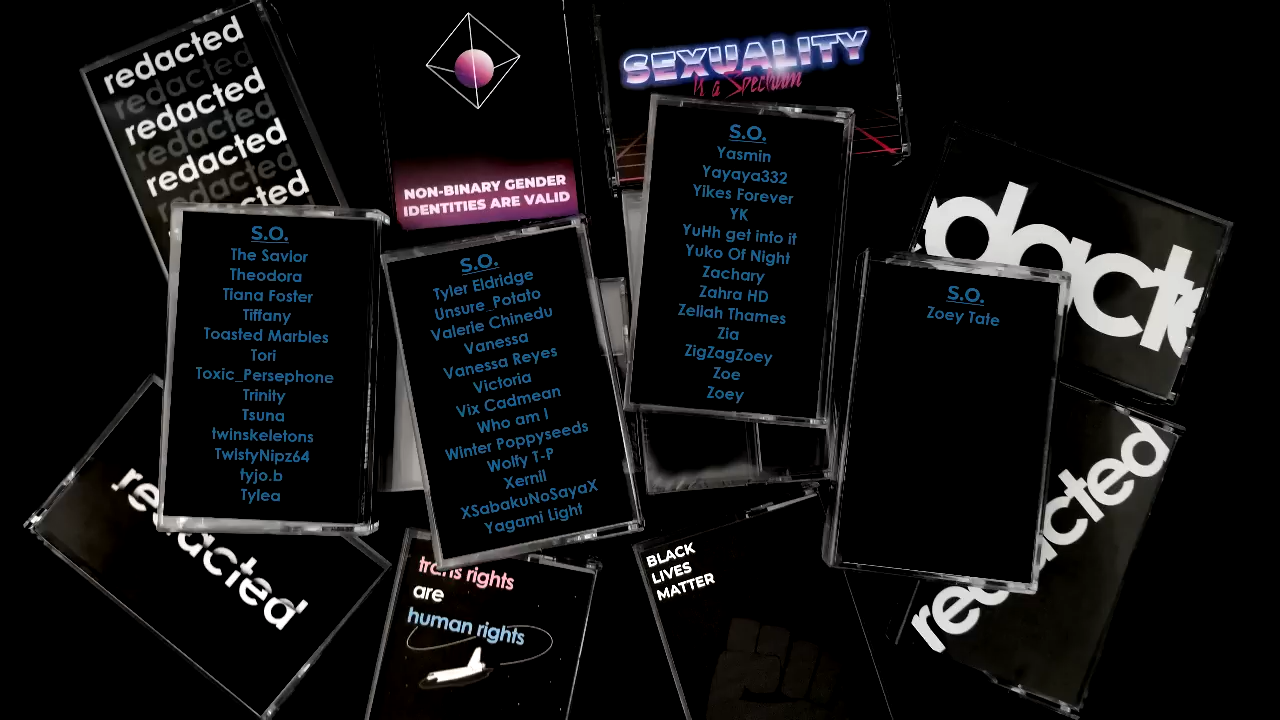 redacted
redacted
redacted
redacted
redacted
redacted
NON-BINARY GENDER
IDENTITIES ARE VALID
SEXUALITY
Is a Spectrum
S.O.
The Savior
Theodora
Tiana Foster
Tiffany
Toasted Marbles
Tori
Toxic_Persephone
Trinity
Tsuna
twinskeletons
TwistyNipz64
tyjo.b
Tylea
S.O.
Tyler Eldridge
Unsure_Potato
Valerie Chinedu
Vanessa
Vanessa Reyes
Victoria
Vix Cadmean
Who am I
Winter Poppyseeds
Wolfy T-P
Xernil
XSabakuNoSayaX
Yagami Light
S.O.
Yasmin
Yayaya332
Yikes Forever
YK
YuHh get into it
Yuko Of Night
Zachary
Zahra HD
Zeliah Thames
Zia
ZigZagZoey
Zoe
Zoey
S.O.
Zoey Tate
redacted
trans rights
are
human rights
BLACK
LIVES
MATTER
redacted